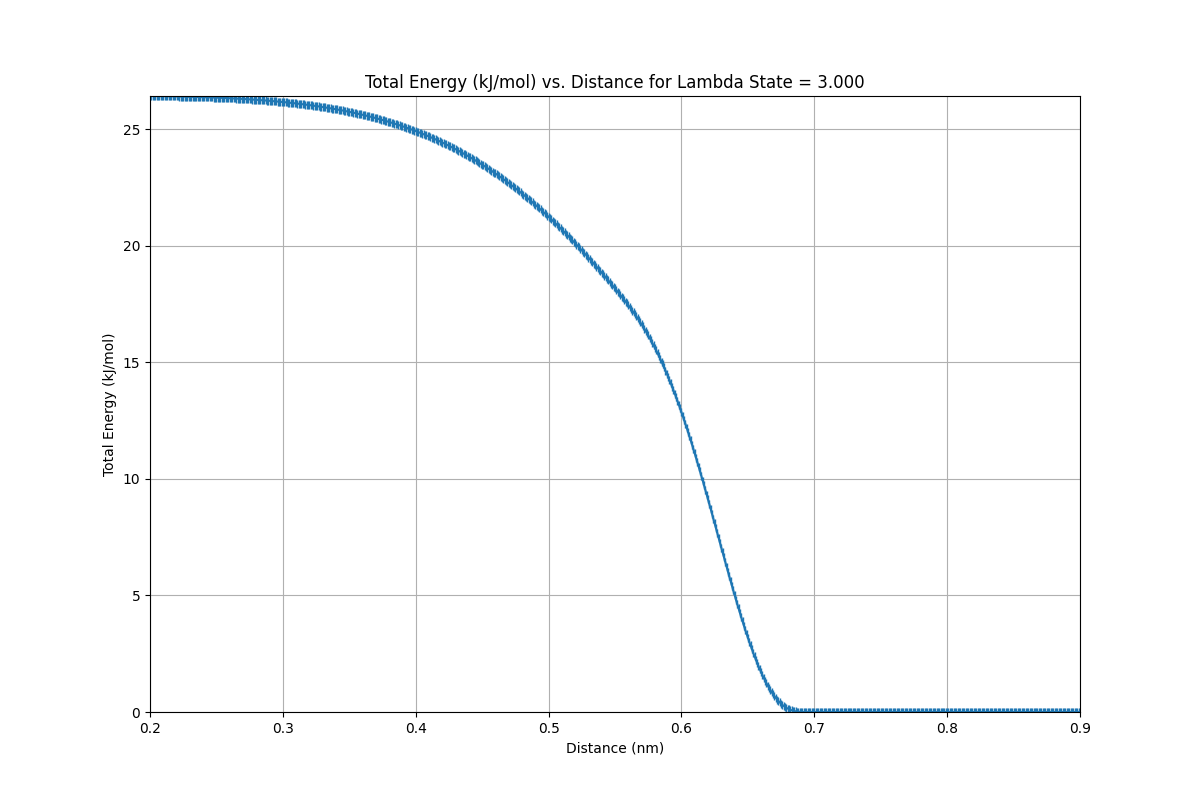 Total Energy (kJ/mol) vs. Distance for Lambda State = 3.000
25
20
15
10
5
0
Total Energy (kJ/mol)
0.2 0.3 0.4 0.5 0.6 0.7 0.8 0.9
Distance (nm)